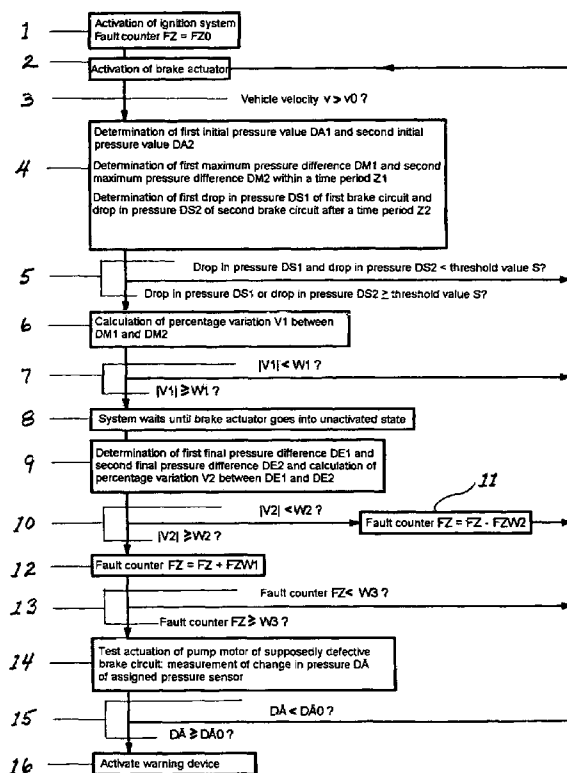 1
Activation of ignition system
Fault counter FZ = FZ0
2
Activation of brake actuator
3
Vehicle velocity v > v0 ?
4
Determination of first initial pressure value DA1 and second initial
pressure value DA2
Determination of first maximum pressure difference DM1 and second
maximum pressure difference DM2 within a time period Z1
Determination of first drop in pressure DS1 of first brake circuit and
drop in pressure DS2 of second brake circuit after a time period Z2
5
Drop in pressure DS1 and drop in pressure DS2 < threshold value S?
Drop in pressure DS1 or drop in pressure DS2 ≥ threshold value S?
6
Calculation of percentage variation V1 between
DM1 and DM2
7
|V1| < W1 ?
|V1| ≥ W1 ?
8
System waits until brake actuator goes into unactivated state
9
Determination of first final pressure difference DE1 and
second final pressure difference DE2 and calculation of
percentage variation V2 between DE1 and DE2
10
|V2| < W2 ?
|V2| ≥ W2 ?
11
Fault counter FZ = FZ - FZW2
12
Fault counter FZ = FZ + FZW1
13
Fault counter FZ < W3 ?
Fault counter FZ ≥ W3 ?
14
Test actuation of pump motor of supposedly defective
brake circuit: measurement of change in pressure DÄ
of assigned pressure sensor
15
DÄ < DÄ0 ?
DÄ ≥ DÄ0 ?
16
Activate warning device